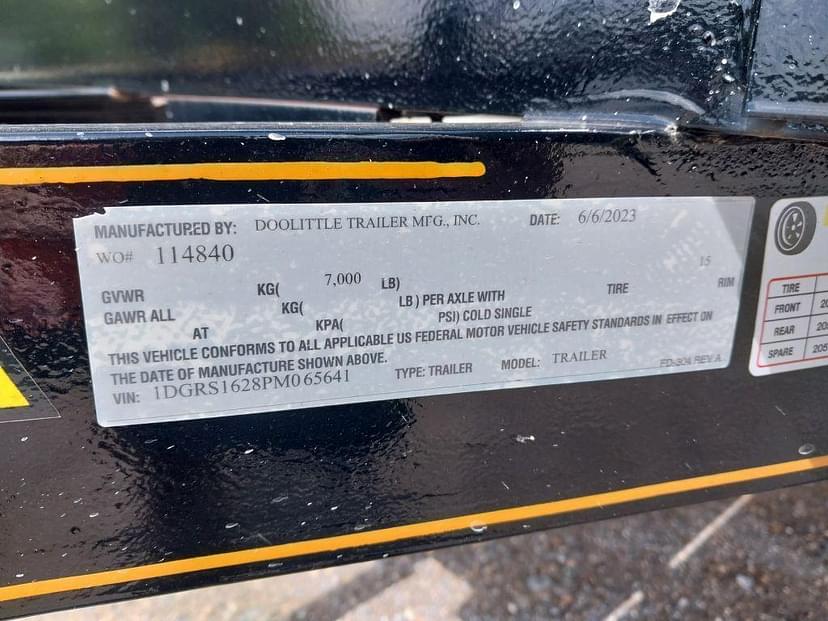 MANUFACTURED BY: DOOLITTLE TRAILER MFG., INC. DATE: 6/6/2023
WO# 114840
15
GVWR KG( 7,000 LB) TIRE RIM
GAWR ALL KG( LB ) PER AXLE WITH
AT KPA( PSI) COLD SINGLE
THIS VEHICLE CONFORMS TO ALL APPLICABLE US FEDERAL MOTOR VEHICLE SAFETY STANDARDS IN EFFECT ON
THE DATE OF MANUFACTURE SHOWN ABOVE.
VIN: 1DGRS1628PM065641 TYPE: TRAILER MODEL: TRAILER FD-304 REV A
TIRE
FRONT 20
REAR 20
SPARE 205